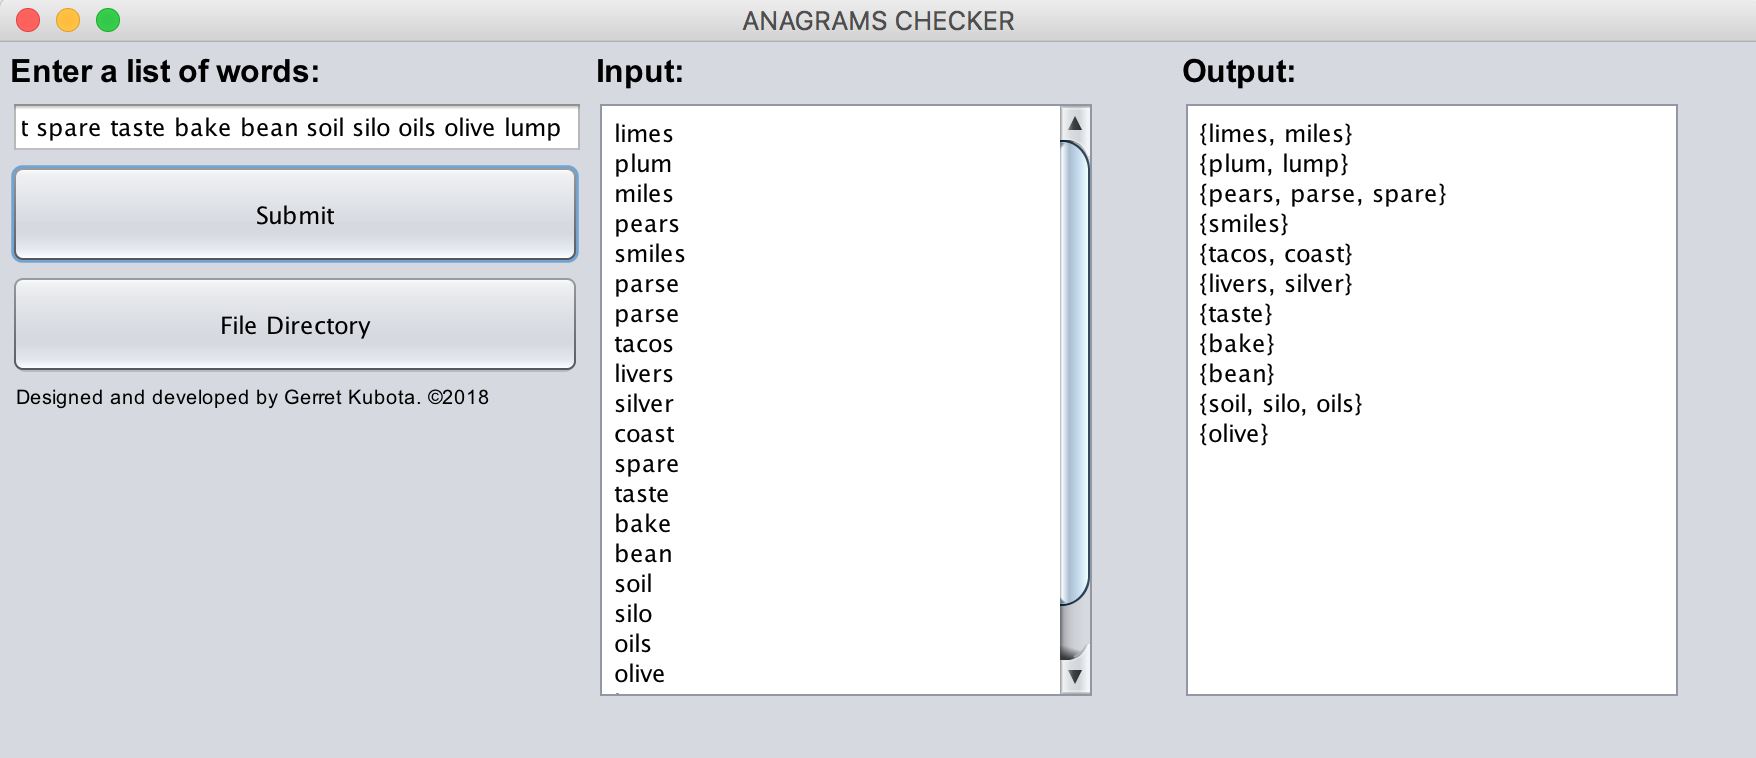 ANAGRAMS CHECKER
Enter a list of words:
t spare taste bake bean soil silo oils olive lump
Submit
File Directory
Designed and developed by Gerret Kubota. ©2018
Input:
limes
plum
miles
pears
smiles
parse
parse
tacos
livers
silver
coast
spare
taste
bake
bean
soil
silo
oils
olive
Output:
{limes, miles}
{plum, lump}
{pears, parse, spare}
{smiles}
{tacos, coast}
{livers, silver}
{taste}
{bake}
{bean}
{soil, silo, oils}
{olive}